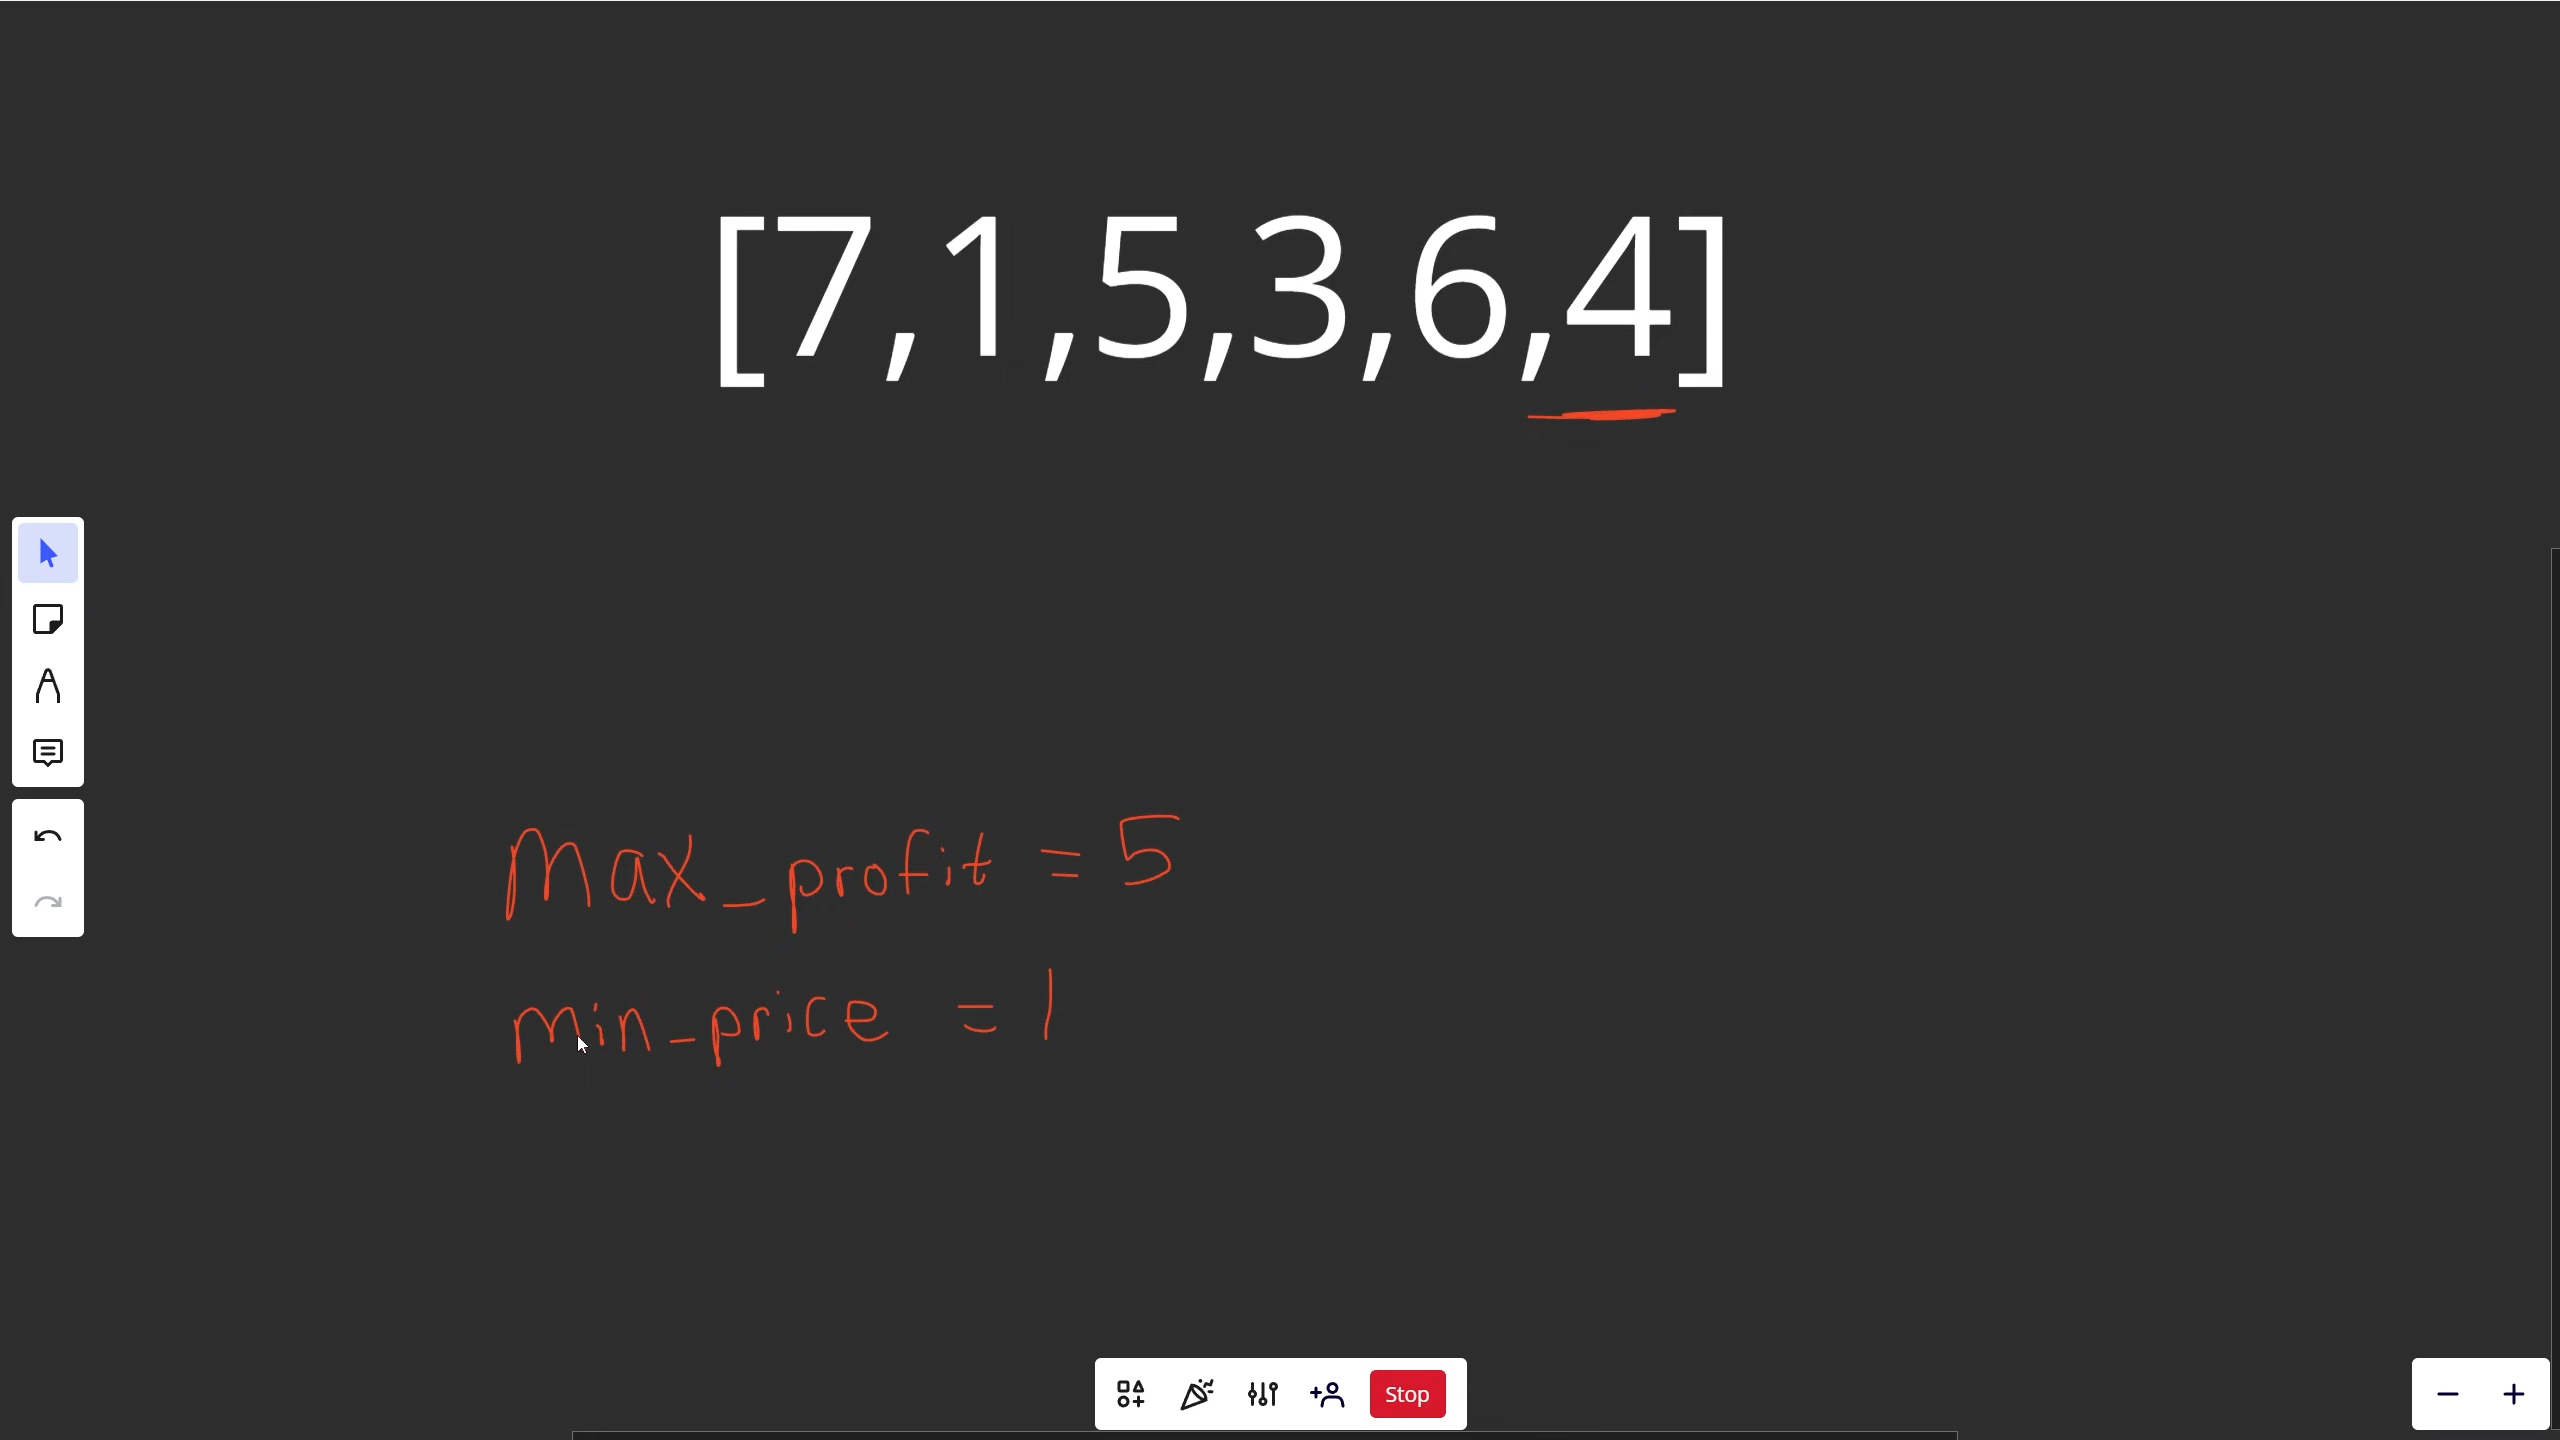 [7,1,5,3,6,4]
max_profit = 5
min_price = 1
Stop